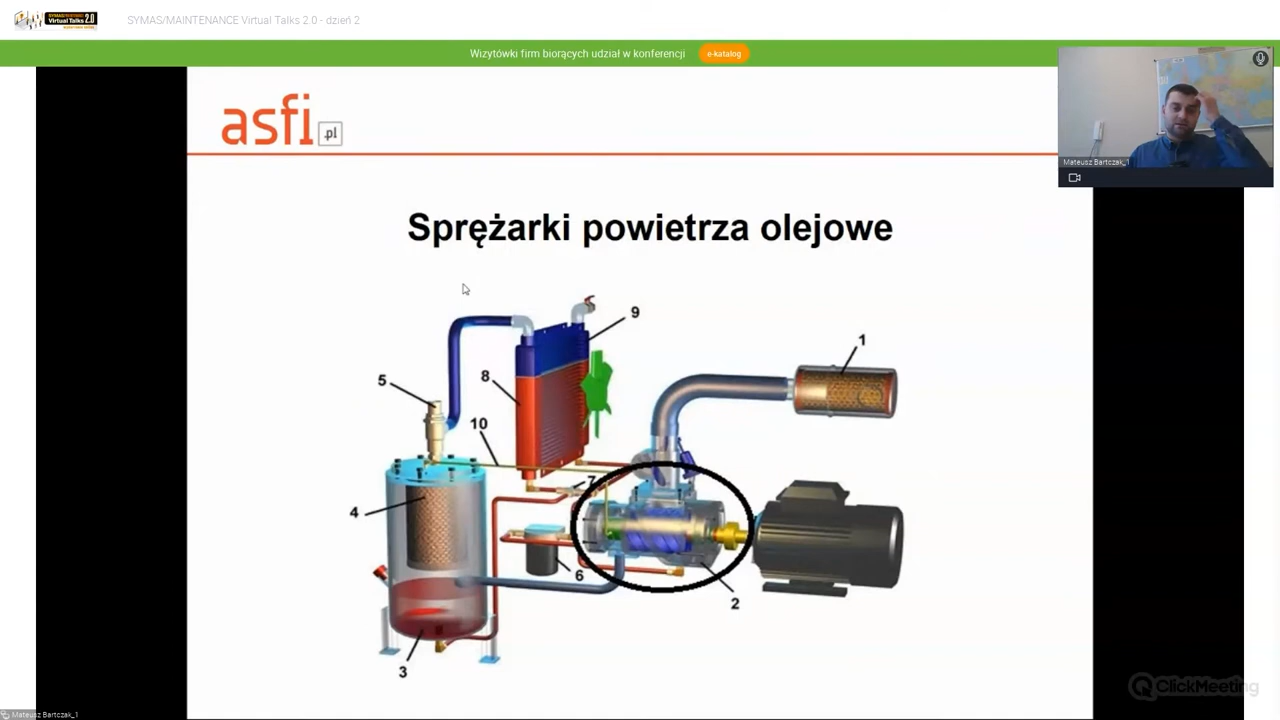 SYMAS/MAINTENANCE Virtual Talks 2.0 - dzień 2
Wizytówki firm biorących udział w konferencji
e-katalog
asfi .pl
Mateusz Bartczak_1
Sprężarki powietrza olejowe
9
1
8
5
10
7
4
6
2
3
ClickMeeting
Mateusz Bartczak_1